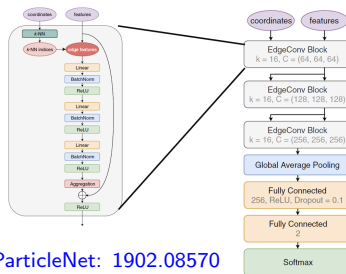 coordinates
features
k-NN
k-NN indices
edge features
Linear
BatchNorm
ReLU
Linear
BatchNorm
ReLU
Linear
BatchNorm
ReLU
Aggregation
ReLU
coordinates
features
EdgeConv Block
k = 16, C = (64, 64, 64)
EdgeConv Block
k = 16, C = (128, 128, 128)
EdgeConv Block
k = 16, C = (256, 256, 256)
Global Average Pooling
Fully Connected
256, ReLU, Dropout = 0.1
Fully Connected
2
Softmax
ParticleNet: 1902.08570